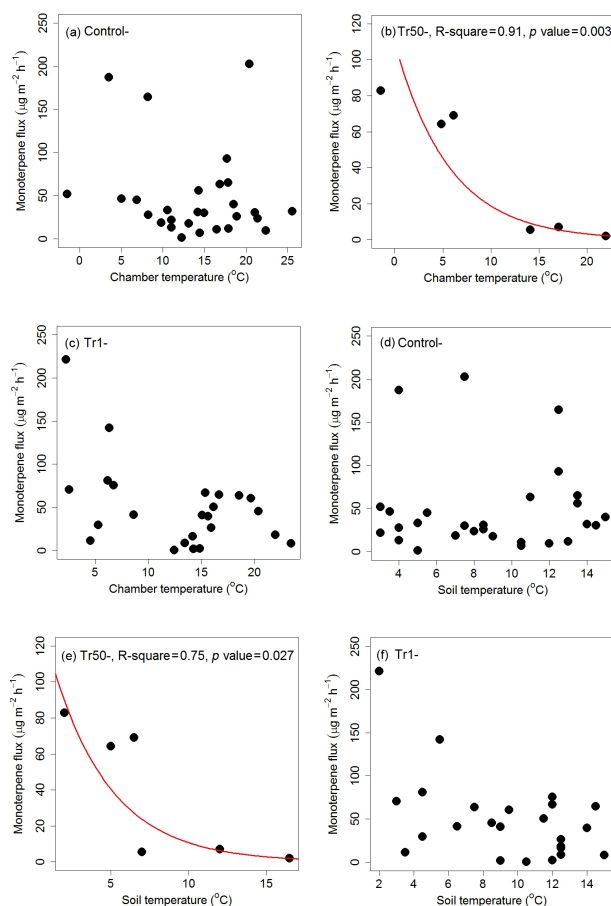 (a) Control-
Monoterpene flux (µg m−2 h−1)
0 50 100 150 200 250
0 5 10 15 20 25
Chamber temperature (oC)
(b) Tr50-, R-square=0.91, p value=0.003
Monoterpene flux (µg m−2 h−1)
0 20 40 60 80 100 120
0 5 10 15 20
Chamber temperature (oC)
(c) Tr1-
Monoterpene flux (µg m−2 h−1)
0 50 100 150 200 250
5 10 15 20
Chamber temperature (oC)
(d) Control-
Monoterpene flux (µg m−2 h−1)
0 50 100 150 200 250
4 6 8 10 12 14
Soil temperature (oC)
(e) Tr50-, R-square=0.75, p value=0.027
Monoterpene flux (µg m−2 h−1)
0 20 40 60 80 100 120
5 10 15
Soil temperature (oC)
(f) Tr1-
Monoterpene flux (µg m−2 h−1)
0 50 100 150 200 250
2 4 6 8 10 12 14
Soil temperature (oC)